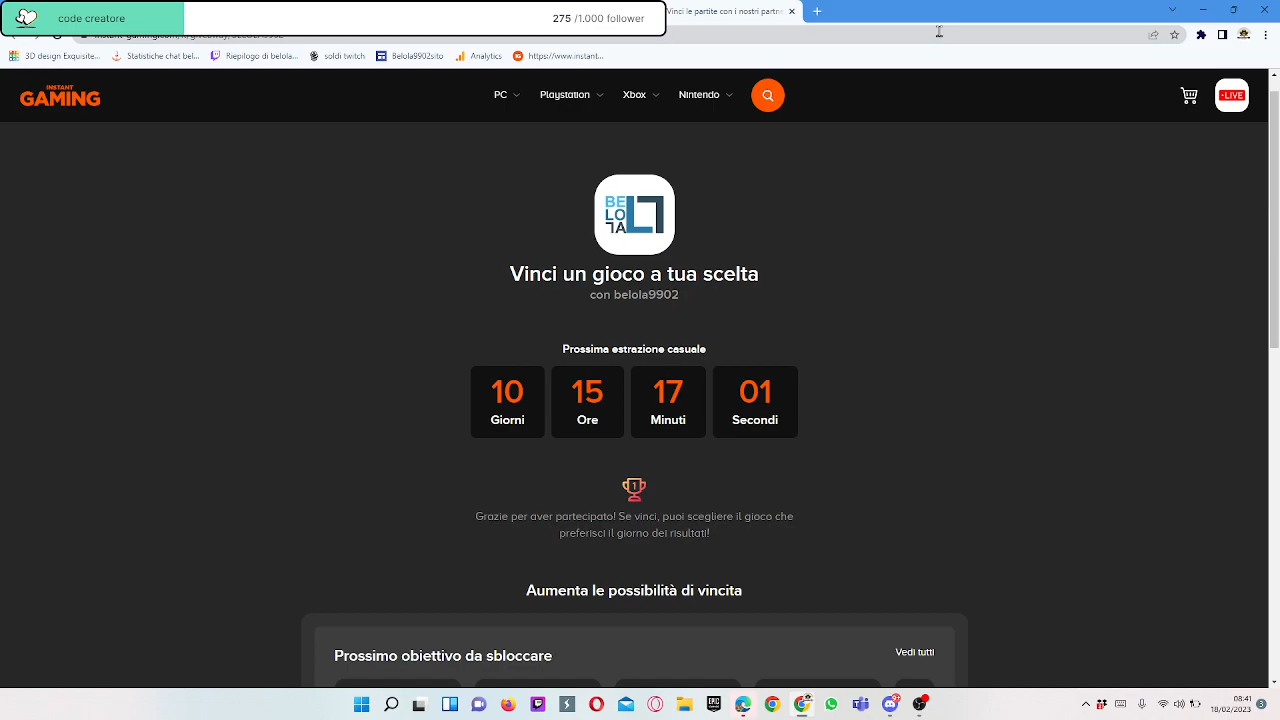 code creatore 275 /1.000 follower
Vinci le partite con i nostri partne
3D design Exquisite... Statistiche chat bel... Riepilogo di belola... soldi twitch Belola9902sito Analytics https://www.instant...
INSTANT
GAMING
PC Playstation Xbox Nintendo LIVE
BE
LO
LA
Vinci un gioco a tua scelta
con belola9902
Prossima estrazione casuale
10 15 17 01
Giorni Ore Minuti Secondi
1
Grazie per aver partecipato! Se vinci, puoi scegliere il gioco che
preferisci il giorno dei risultati!
Aumenta le possibilità di vincita
Prossimo obiettivo da sbloccare Vedi tutti
08:41
18/02/2023